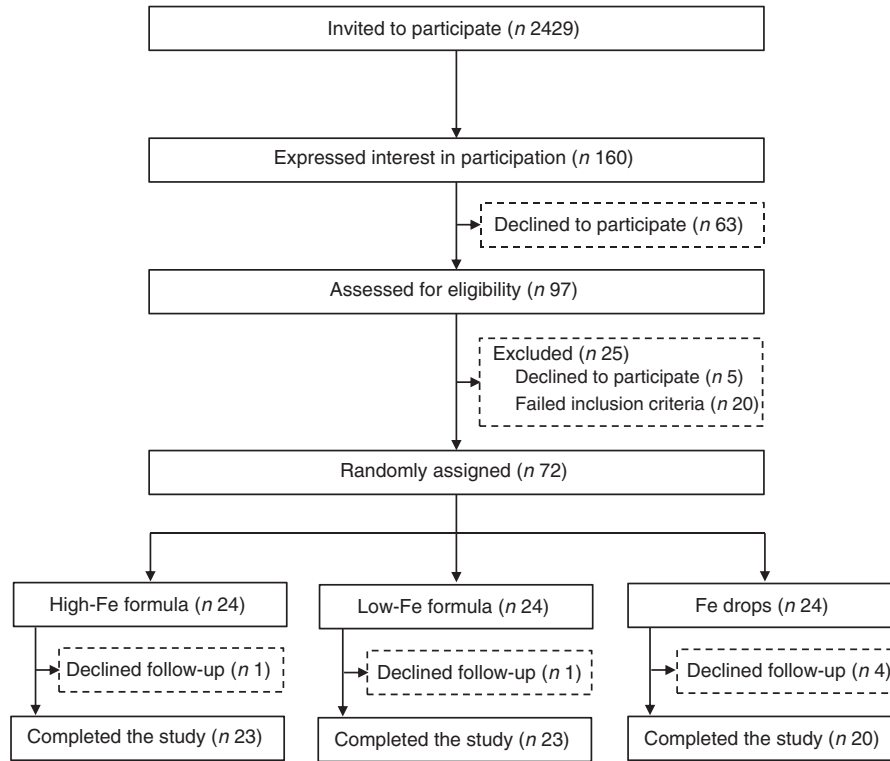 Invited to participate (n 2429)
Expressed interest in participation (n 160)
Declined to participate (n 63)
Assessed for eligibility (n 97)
Excluded (n 25)
Declined to participate (n 5)
Failed inclusion criteria (n 20)
Randomly assigned (n 72)
High-Fe formula (n 24)
Low-Fe formula (n 24)
Fe drops (n 24)
Declined follow-up (n 1)
Declined follow-up (n 1)
Declined follow-up (n 4)
Completed the study (n 23)
Completed the study (n 23)
Completed the study (n 20)